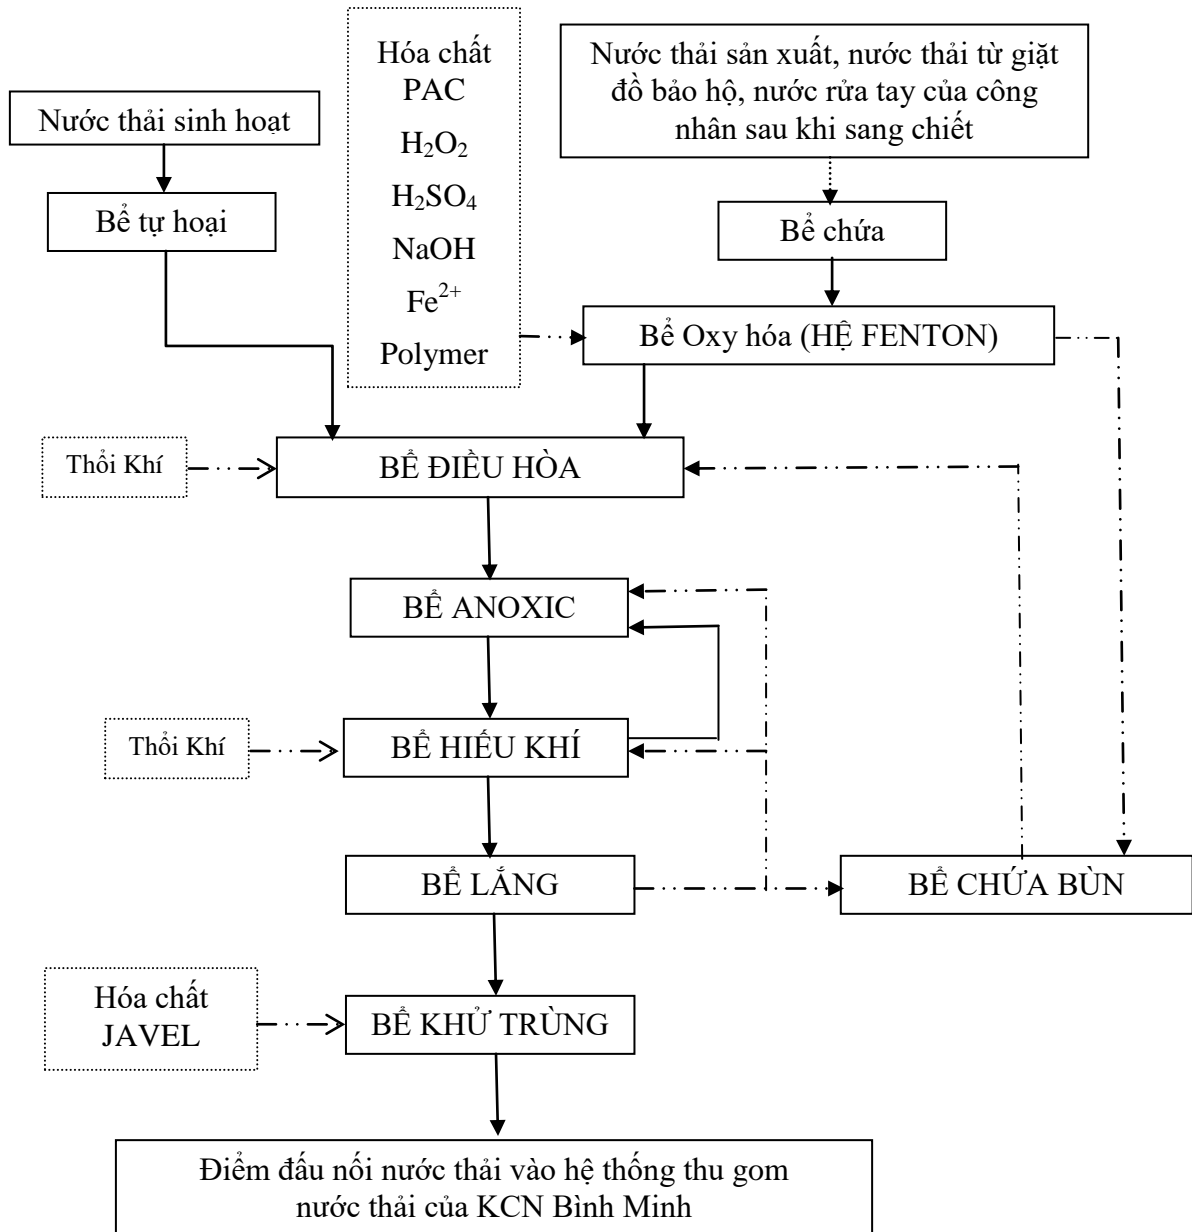 Nước thải sinh hoạt
Bể tự hoại
Hóa chất
PAC
H₂O₂
H₂SO₄
NaOH
Fe²⁺
Polymer
Nước thải sản xuất, nước thải từ giặt
đồ bảo hộ, nước rửa tay của công
nhân sau khi sang chiết
Bể chứa
Bể Oxy hóa (HỆ FENTON)
Thổi Khí
BỂ ĐIỀU HÒA
BỂ ANOXIC
Thổi Khí
BỂ HIẾU KHÍ
BỂ LẮNG
BỂ CHỨA BÙN
Hóa chất
JAVEL
BỂ KHỬ TRÙNG
Điểm đấu nối nước thải vào hệ thống thu gom
nước thải của KCN Bình Minh